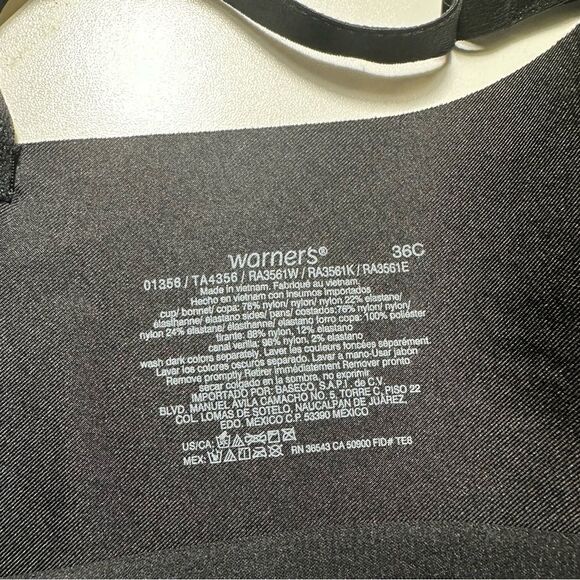 warner's® 36C
01356 / TA4356 / RA3561W / RA3561K / RA3561E
Made in vietnam. Fabriqué au vietnam.
Hecho en vietnam con insumos importados
cup/ bonnet/ copa: 78% nylon/ nylon/ nylon 22% elastane/
élasthanne/ elastano sides/ pans/ costados:76% nylon/ nylon/
nylon 24% elastane/ élasthanne/ elastano forro copa: 100% poliéster
tirante: 88% nylon, 12% elastano
canal varilla: 98% nylon, 2% elastano
wash dark colors separately. Lavar les couleurs foncées séparément.
Lavar los colores oscuros separado. Lavar a mano-Usar jabón
Remove promptly Retirer immédiatement Remover pronto
secar colgado en la sombra, no exprimir
IMPORTADO POR: BASECO, S.A.P.I. de C.V
BLVD. MANUEL AVILA CAMACHO NO. 5, TORRE C, PISO 22
COL. LOMAS DE SOTELO, NAUCALPAN DE JUÁREZ,
EDO. MÉXICO C.P. 53390 MÉXICO
US/CA:
MEX: RN 36543 CA 50900 FID# TE6